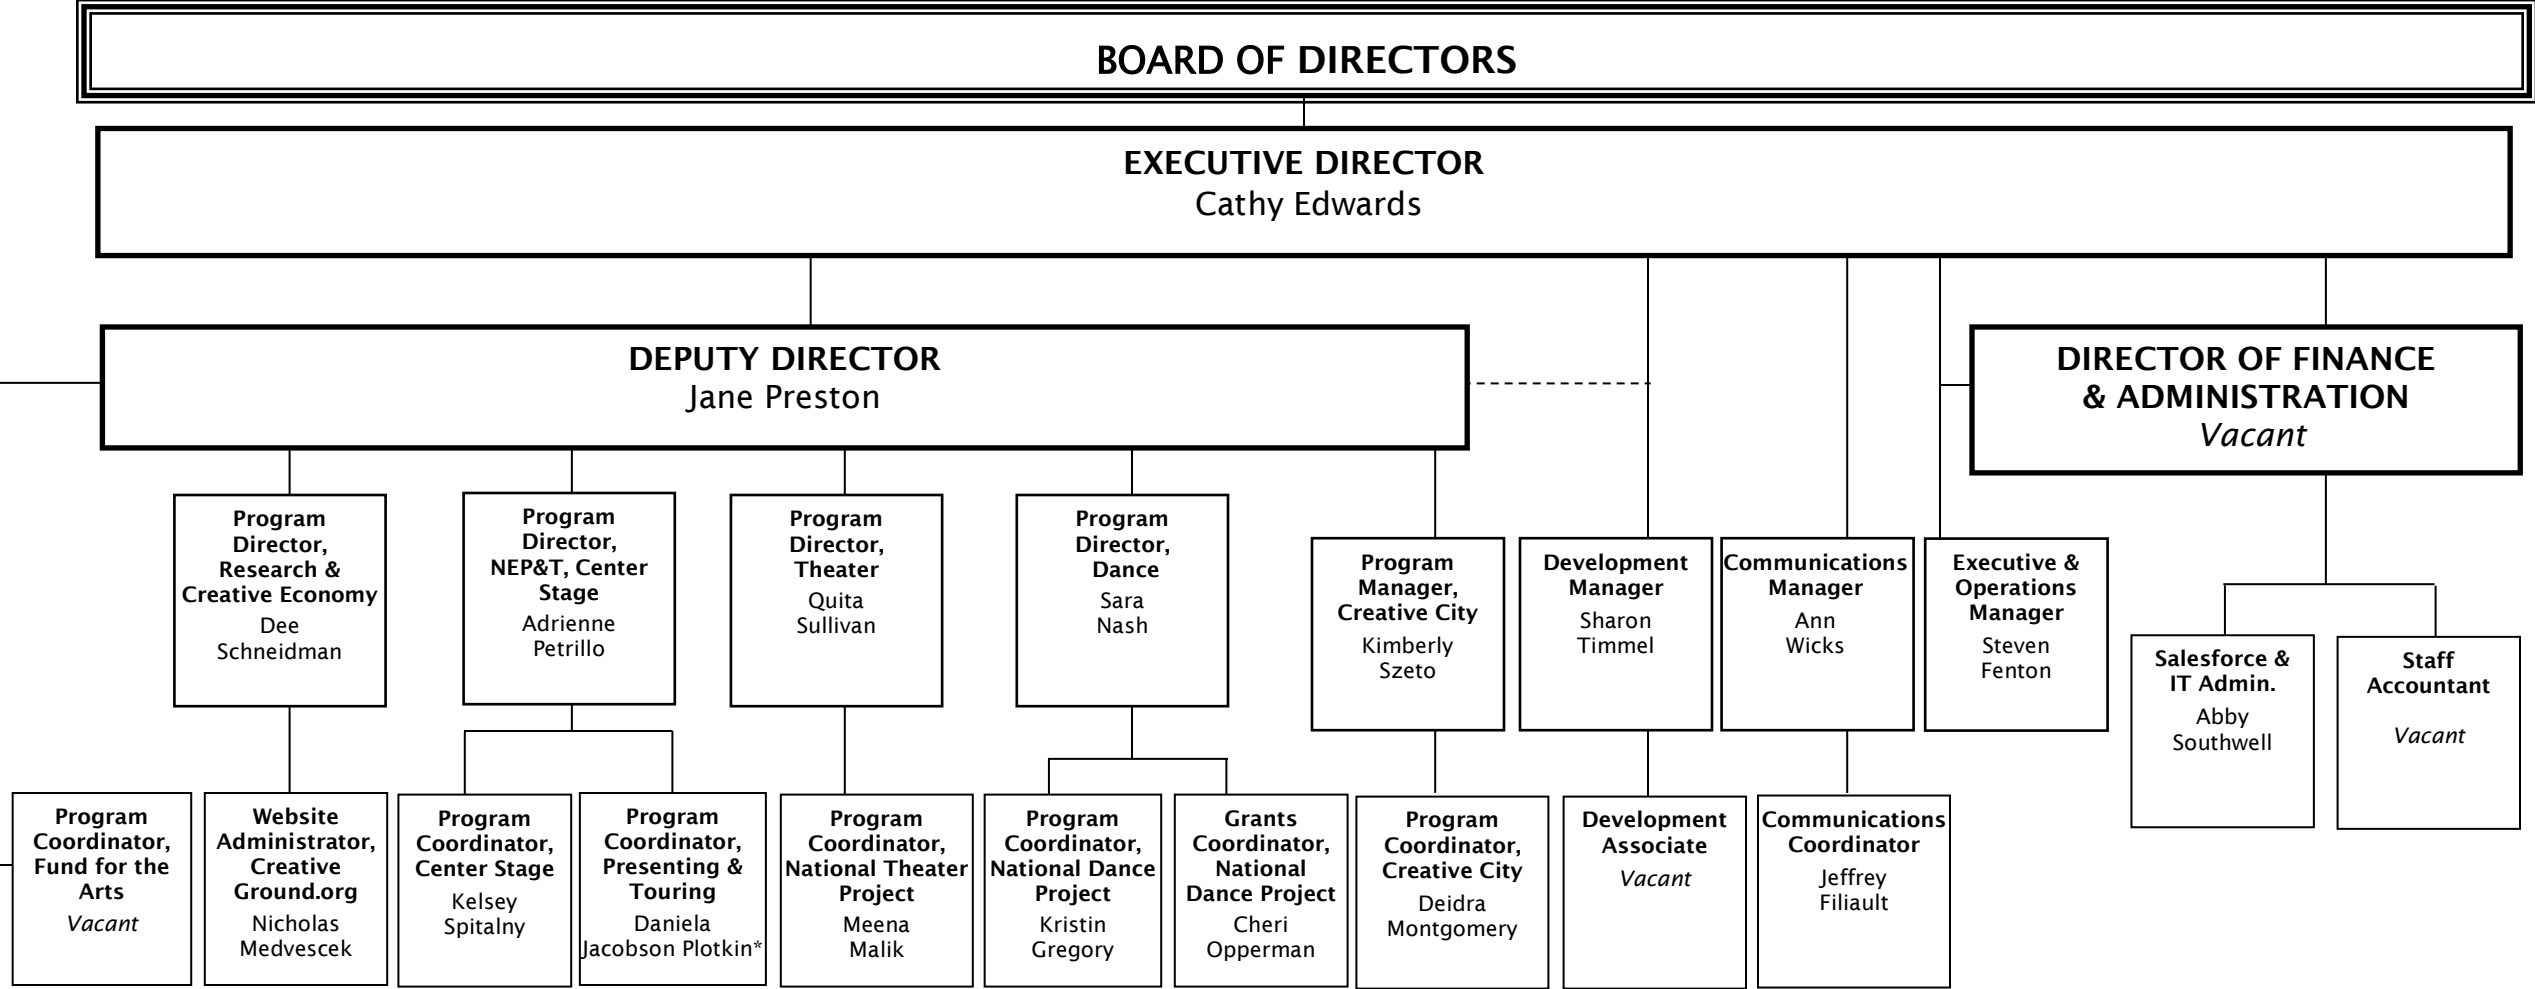 BOARD OF DIRECTORS
EXECUTIVE DIRECTOR
Cathy Edwards
DEPUTY DIRECTOR
Jane Preston
DIRECTOR OF FINANCE
& ADMINISTRATION
Vacant
Program
Director,
Research &
Creative Economy
Dee
Schneidman
Program
Director,
NEP&T, Center
Stage
Adrienne
Petrillo
Program
Director,
Theater
Quita
Sullivan
Program
Director,
Dance
Sara
Nash
Program
Manager,
Creative City
Kimberly
Szeto
Development
Manager
Sharon
Timmel
Communications
Manager
Ann
Wicks
Executive &
Operations
Manager
Steven
Fenton
Salesforce &
IT Admin.
Abby
Southwell
Staff
Accountant
Vacant
Program
Coordinator,
Fund for the
Arts
Vacant
Website
Administrator,
Creative
Ground.org
Nicholas
Medvescek
Program
Coordinator,
Center Stage
Kelsey
Spitalny
Program
Coordinator,
Presenting &
Touring
Daniela
Jacobson Plotkin*
Program
Coordinator,
National Theater
Project
Meena
Malik
Program
Coordinator,
National Dance
Project
Kristin
Gregory
Grants
Coordinator,
National
Dance Project
Cheri
Opperman
Program
Coordinator,
Creative City
Deidra
Montgomery
Development
Associate
Vacant
Communications
Coordinator
Jeffrey
Filiault